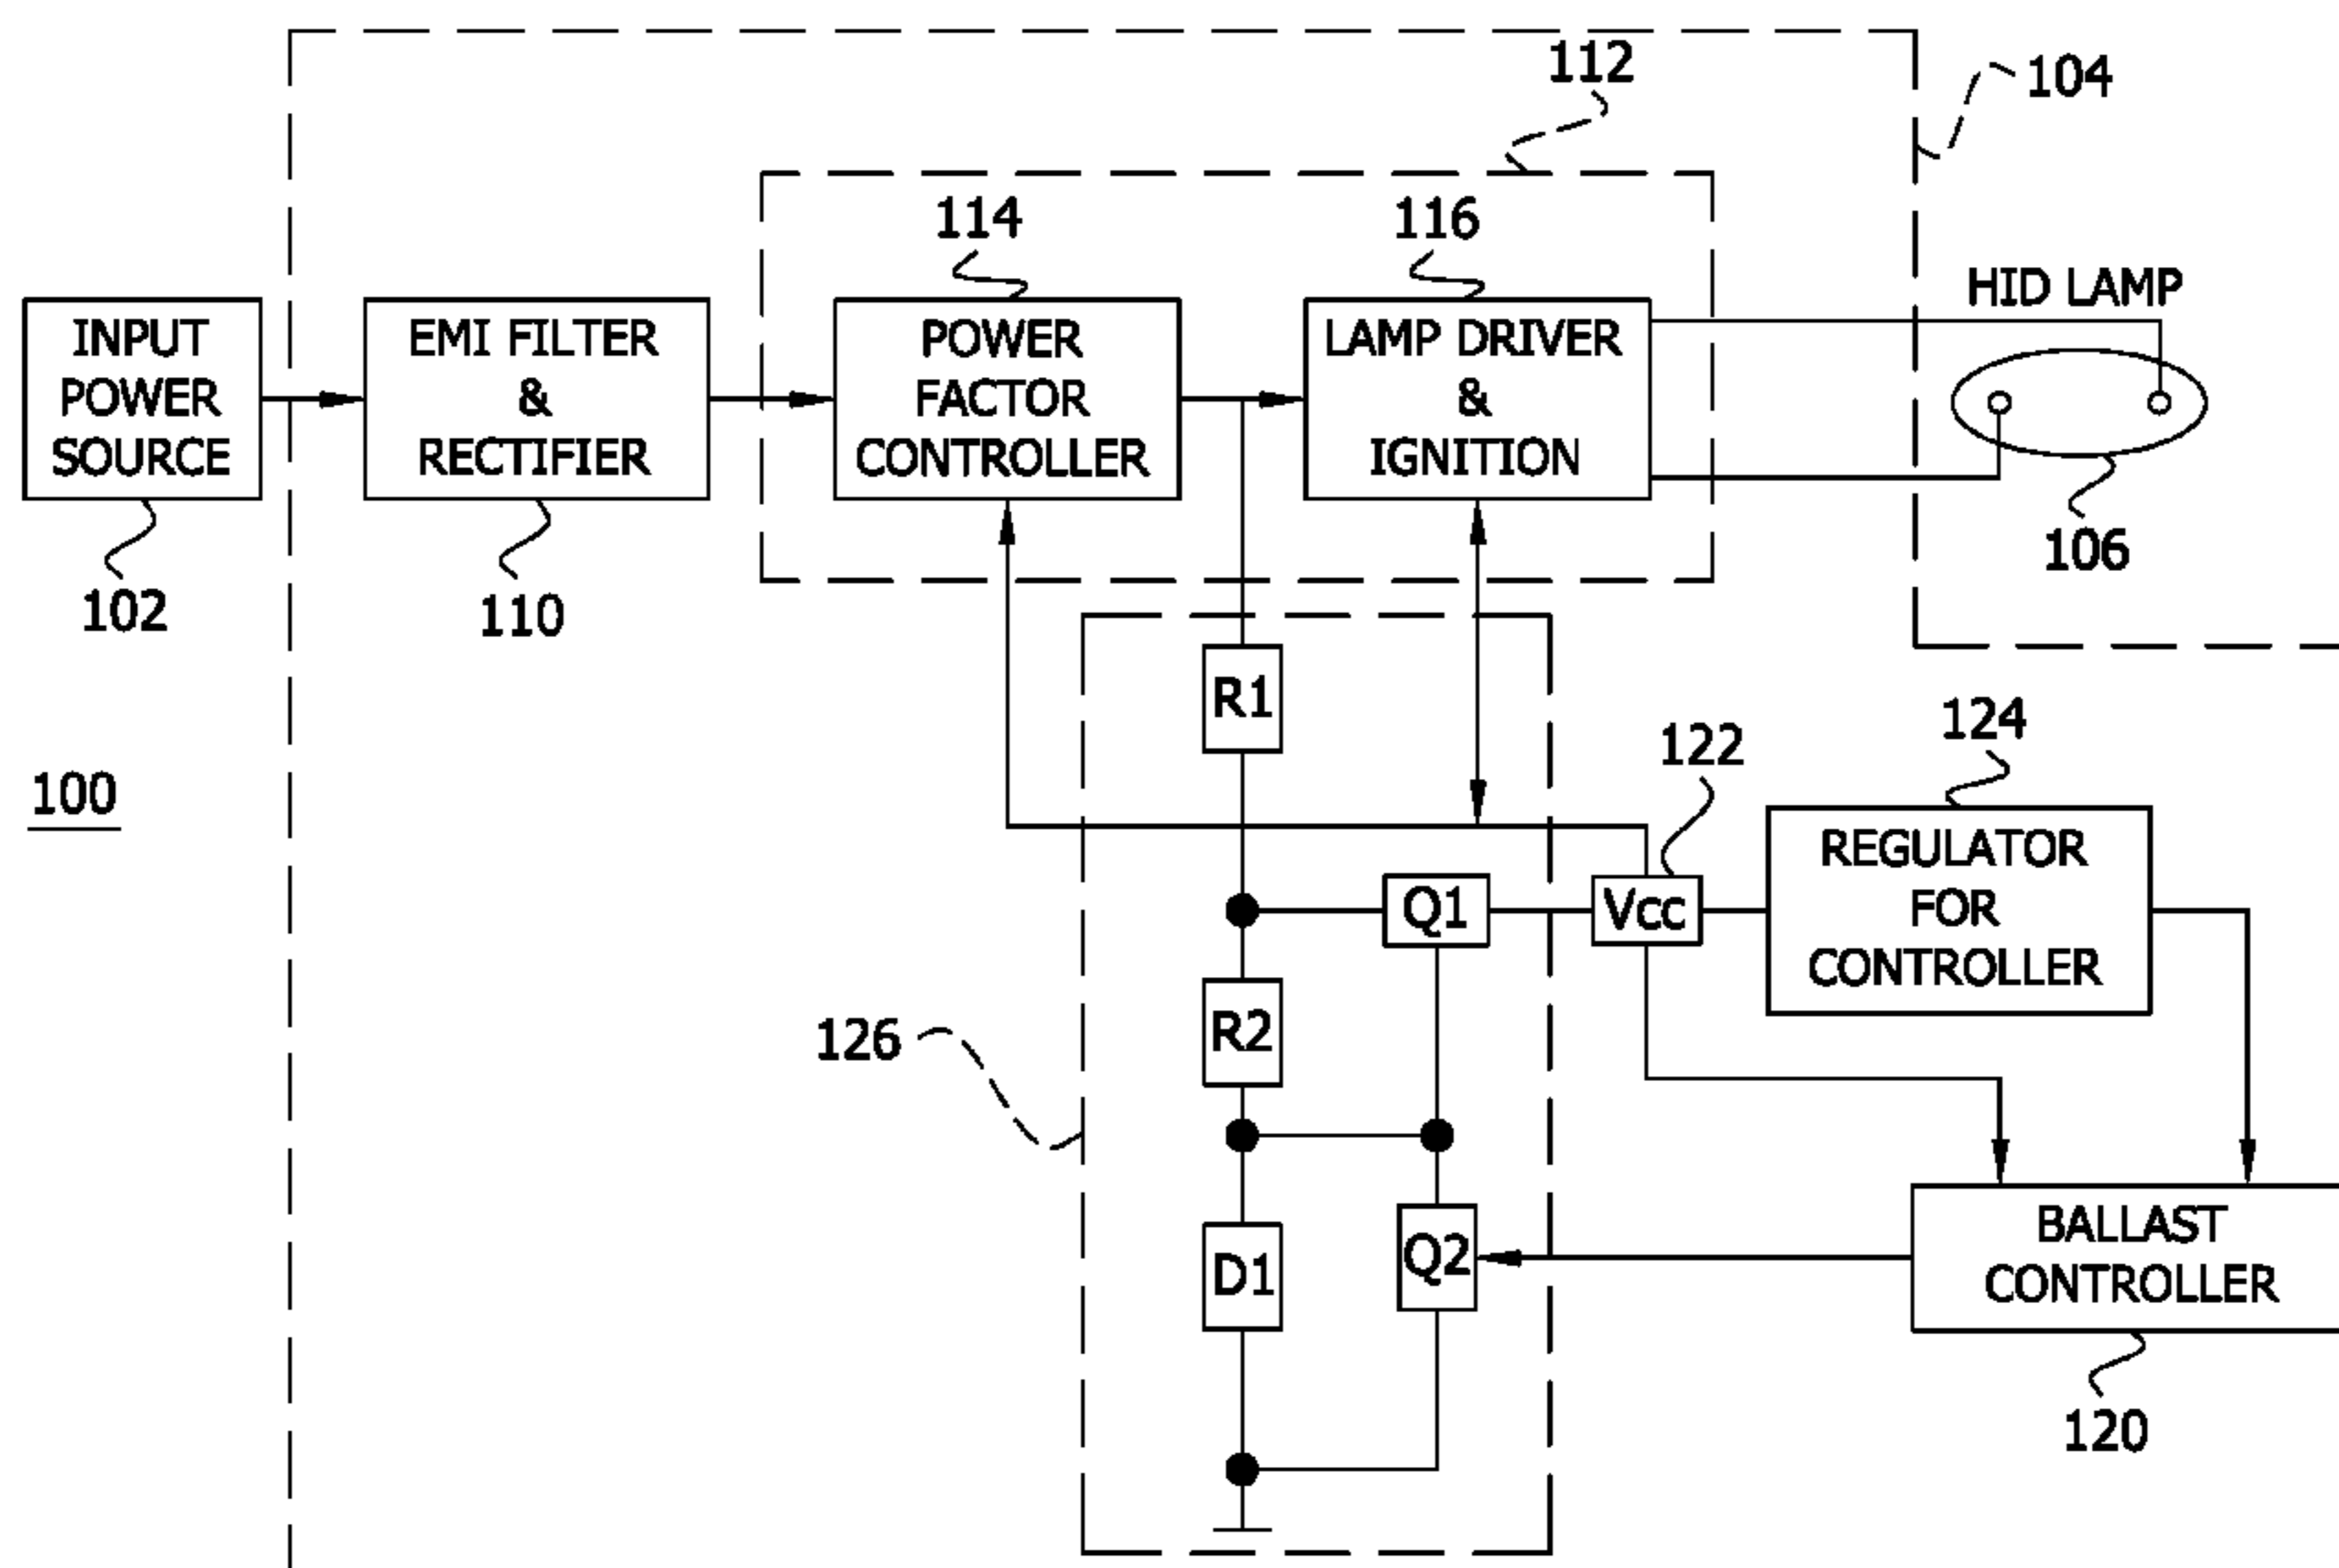 112
104
114
116
HID LAMP
INPUT
POWER
SOURCE
EMI FILTER
&
RECTIFIER
POWER
FACTOR
CONTROLLER
LAMP DRIVER
&
IGNITION
106
102
110
R1
124
122
100
REGULATOR
FOR
CONTROLLER
Q1
VCC
R2
126
BALLAST
CONTROLLER
Q2
D1
120